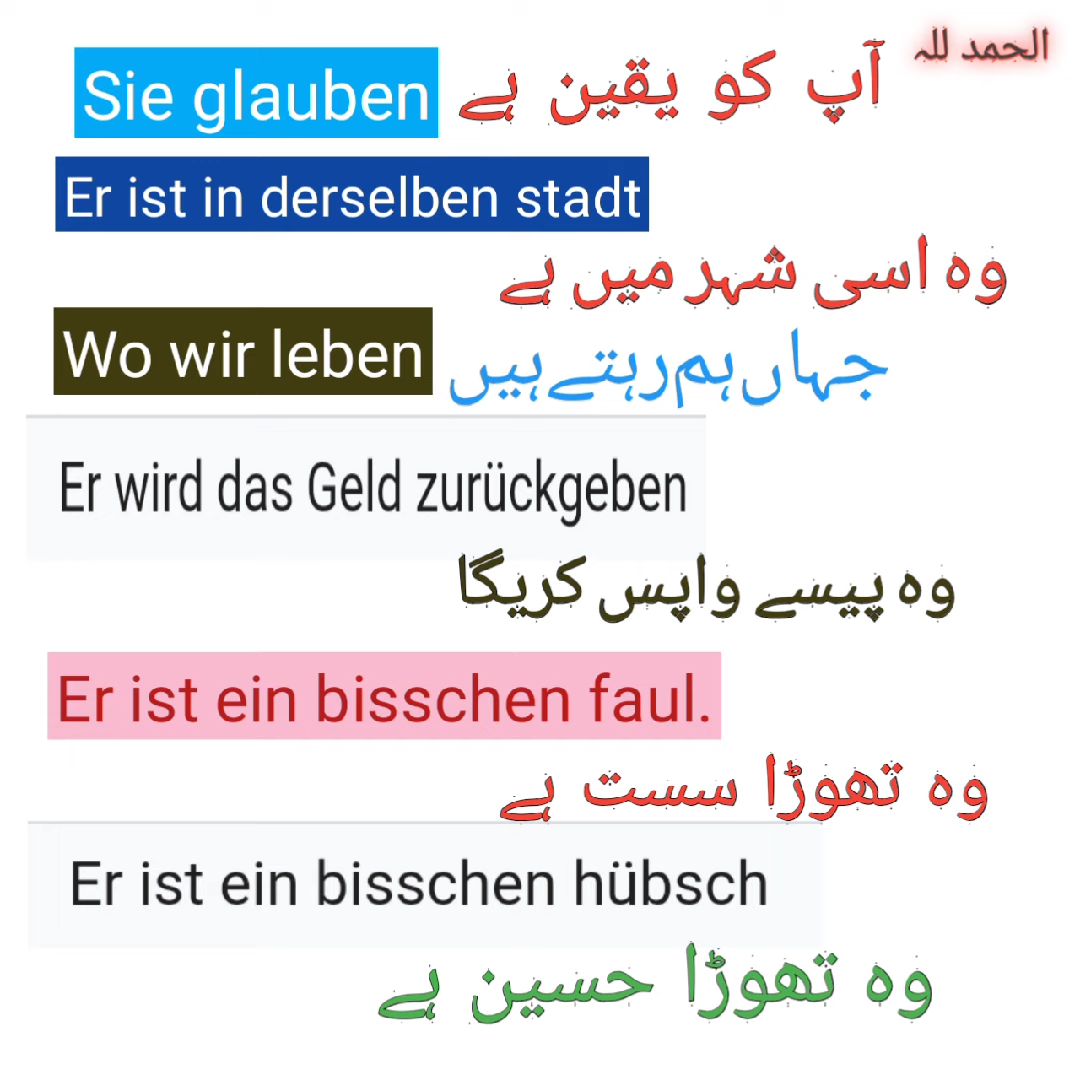 الحمد للہ
Sie glauben آپ کو یقین ہے
Er ist in derselben stadt
وہ اسی شہر میں ہے
Wo wir leben جہاں ہم رہتے ہیں
Er wird das Geld zurückgeben
وہ پیسے واپس کریگا
Er ist ein bisschen faul.
وہ تھوڑا سست ہے
Er ist ein bisschen hübsch
وہ تھوڑا حسین ہے